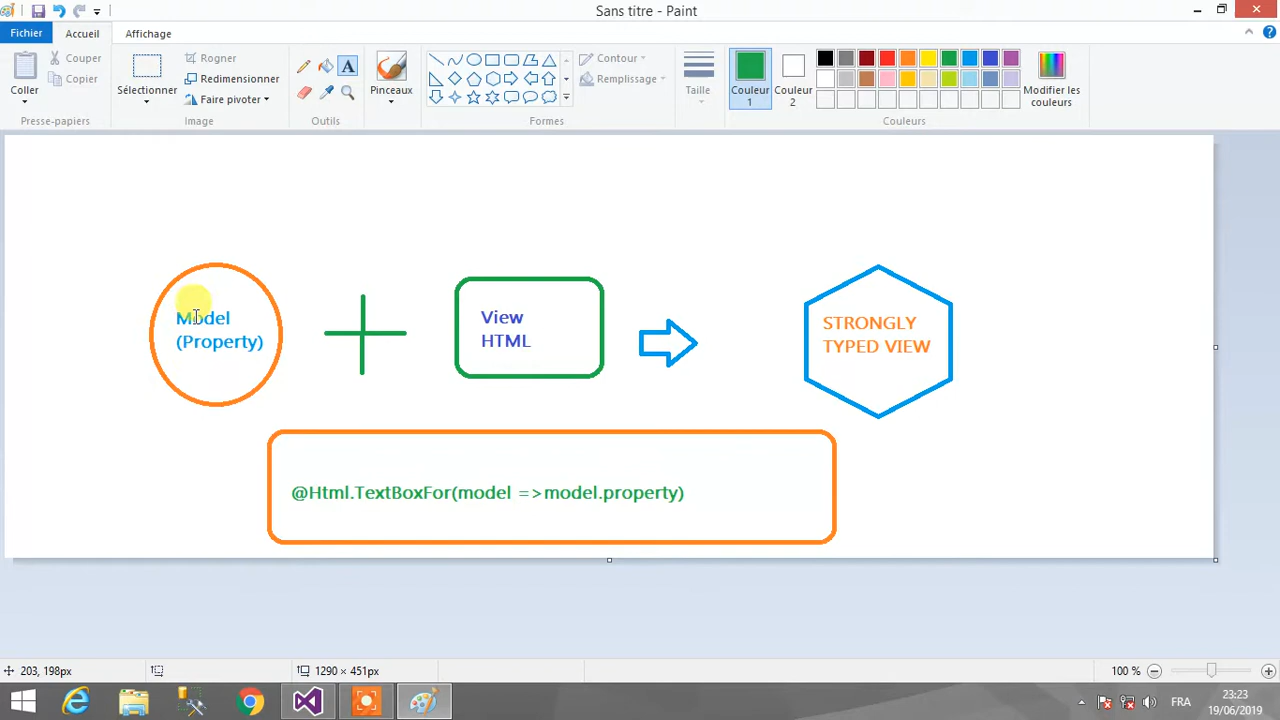 Sans titre - Paint
Fichier
Accueil
Affichage
Coller
Couper
Copier
Presse-papiers
Sélectionner
Rogner
Redimensionner
Faire pivoter
Image
A
Outils
Pinceaux
Contour
Remplissage
Formes
Taille
Couleur
1
Couleur
2
Modifier les
couleurs
Couleurs
Model
(Property)
View
HTML
STRONGLY
TYPED VIEW
@Html.TextBoxFor(model =>model.property)
203, 198px
1290 × 451px
100 %
FRA
23:23
19/06/2019